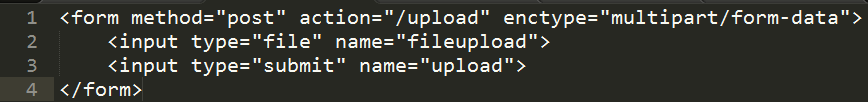 1 <form method="post" action="/upload" enctype="multipart/form-data">
2     <input type="file" name="fileupload">
3     <input type="submit" name="upload">
4 </form>